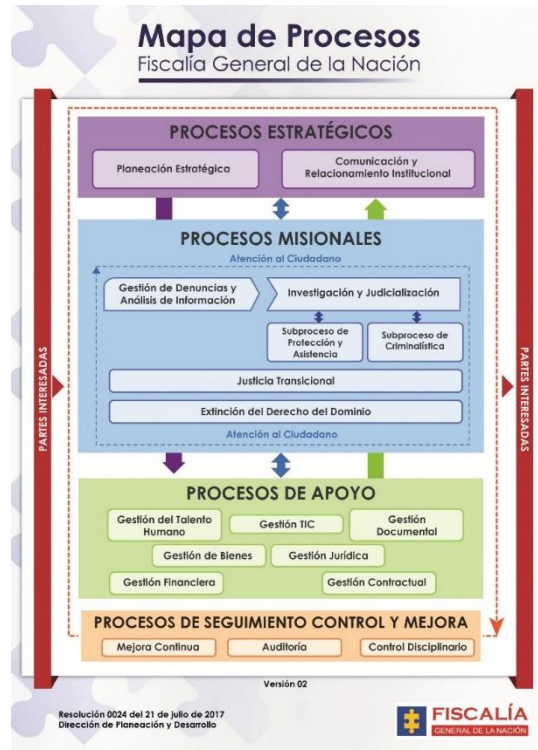 Mapa de Procesos
Fiscalía General de la Nación
PARTES INTERESADAS
PROCESOS ESTRATÉGICOS
Planeación Estratégica
Comunicación y
Relacionamiento Institucional
PROCESOS MISIONALES
Atención al Ciudadano
Gestión de Denuncias y
Análisis de Información
Investigación y Judicialización
Subproceso de
Protección y
Asistencia
Subproceso de
Criminalística
Justicia Transicional
Extinción del Derecho del Dominio
Atención al Ciudadano
PROCESOS DE APOYO
Gestión del Talento
Humano
Gestión TIC
Gestión
Documental
Gestión de Bienes
Gestión Jurídica
Gestión Financiera
Gestión Contractual
PROCESOS DE SEGUIMIENTO CONTROL Y MEJORA
Mejora Continua
Auditoría
Control Disciplinario
PARTES INTERESADAS
Versión 02
Resolución 0024 del 21 de julio de 2017
Dirección de Planeación y Desarrollo
FISCALÍA
GENERAL DE LA NACIÓN